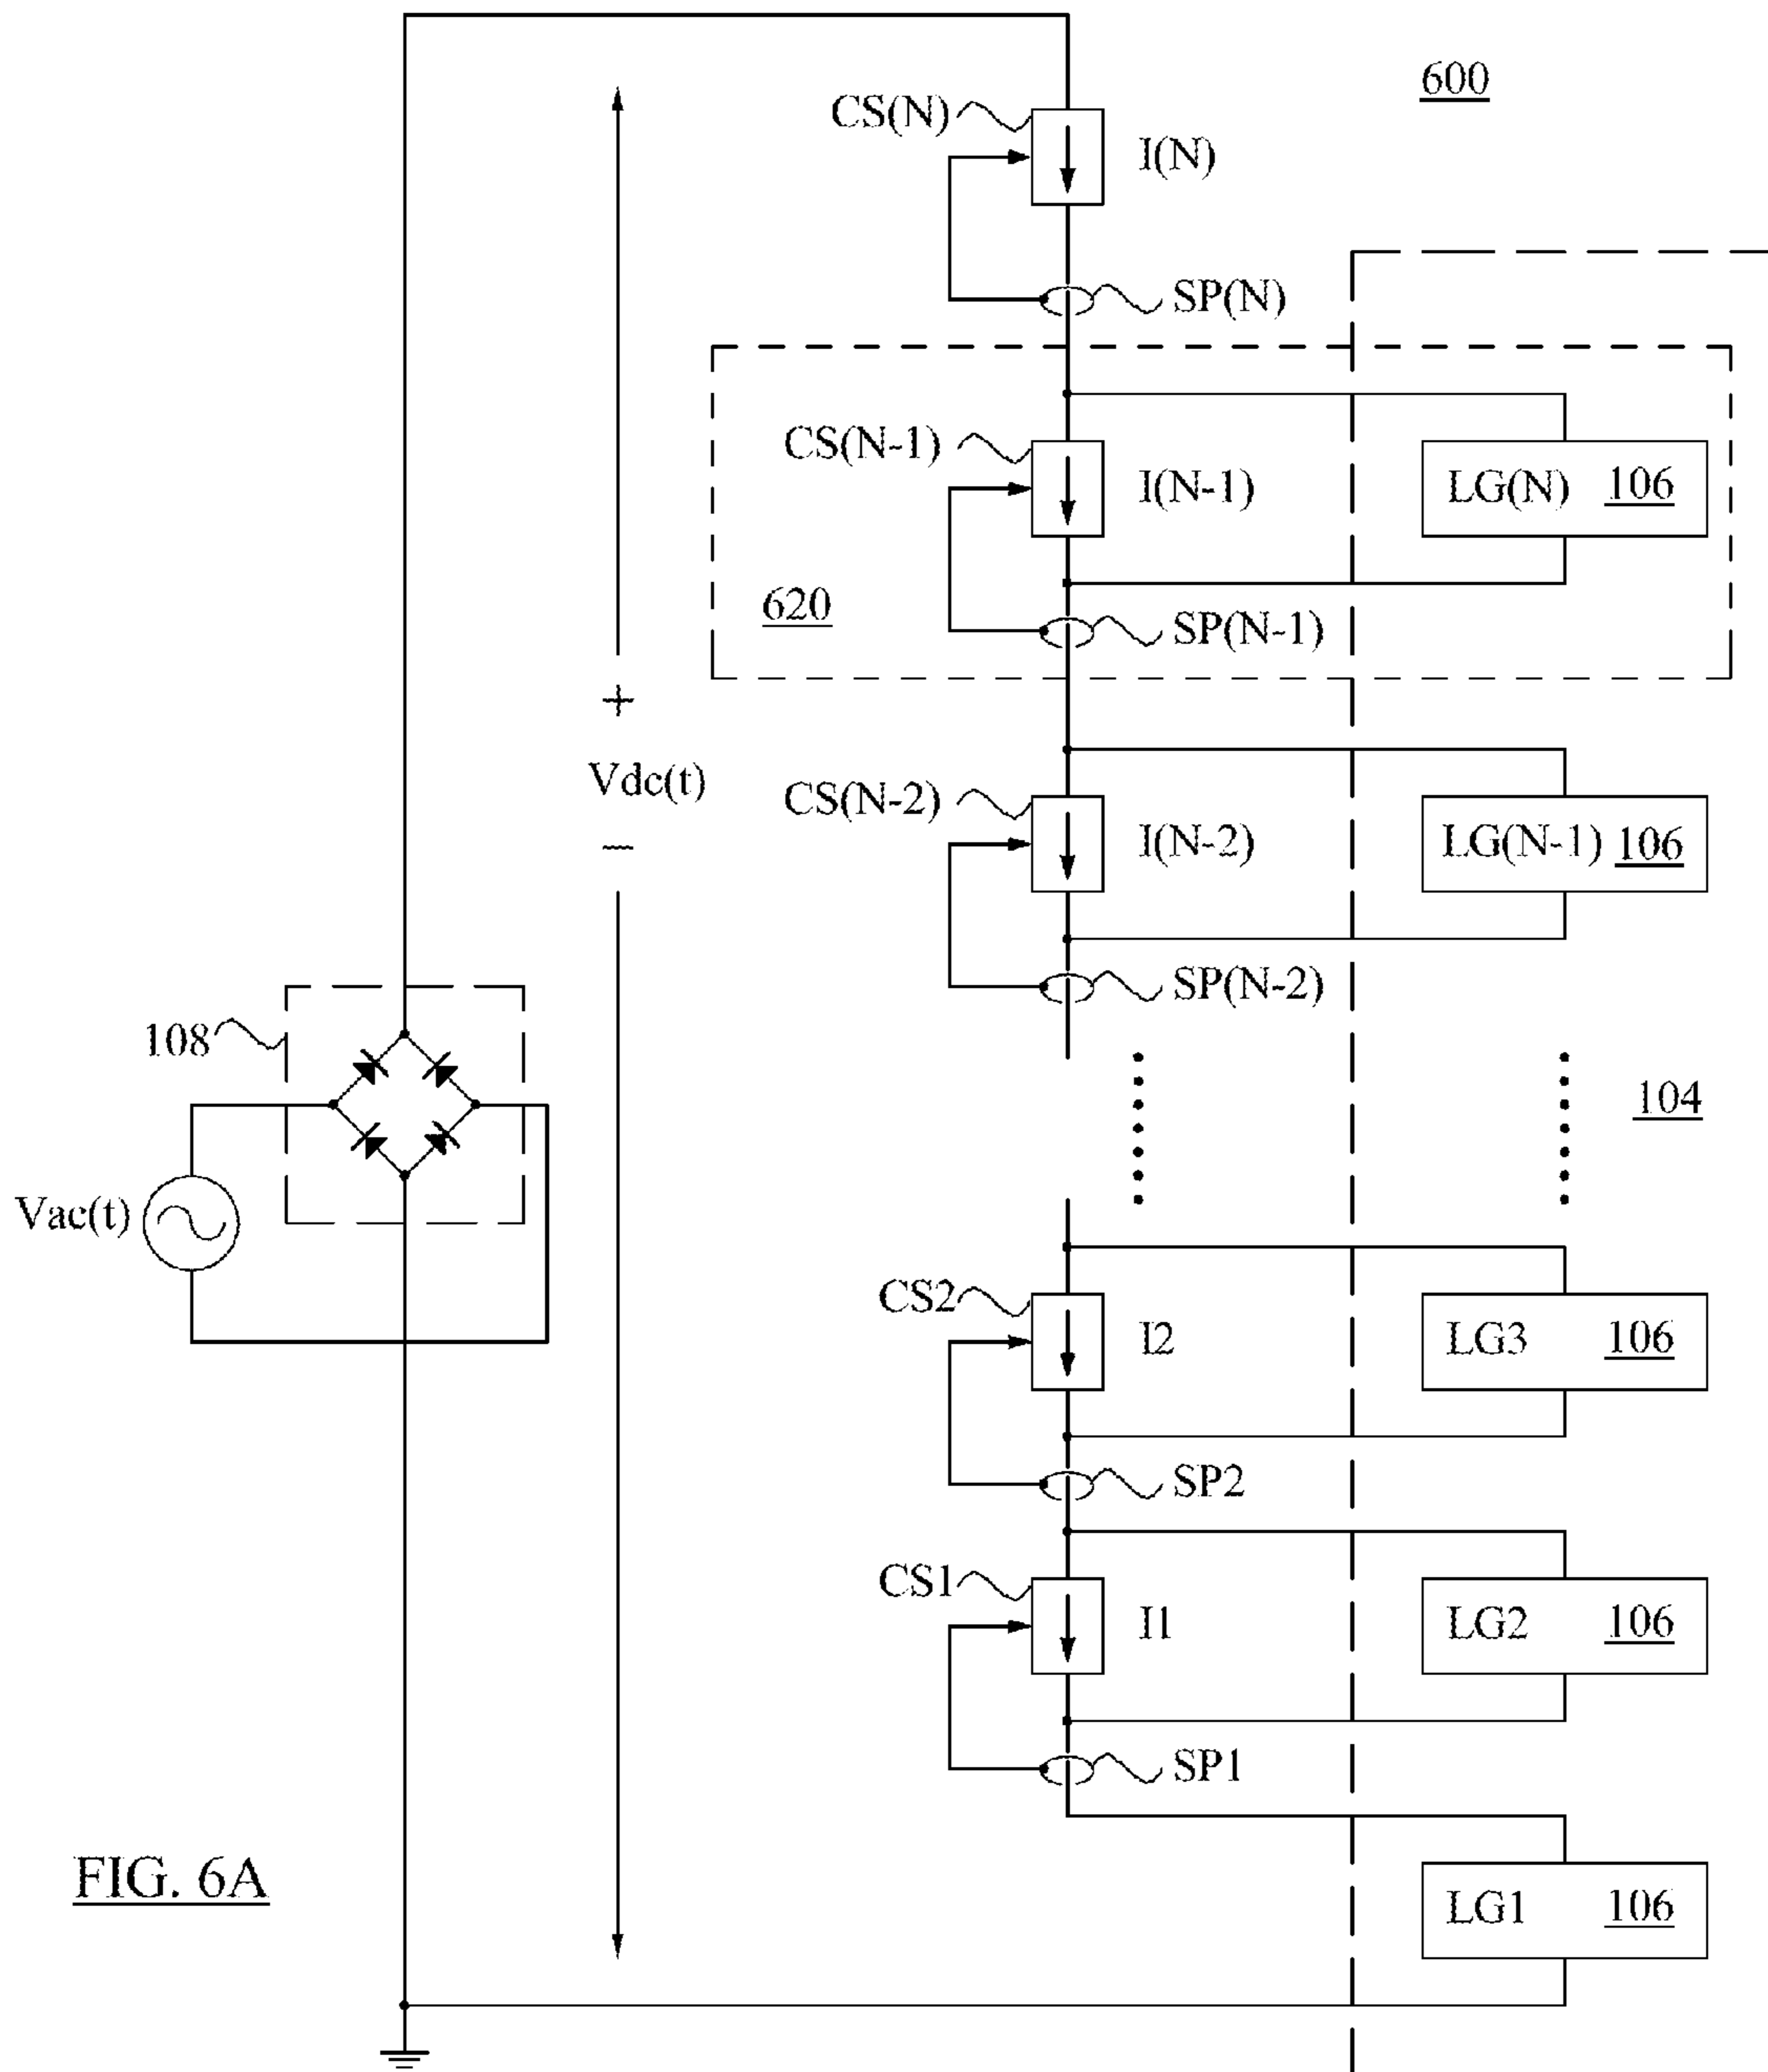 600
CS(N)
I(N)
SP(N)
CS(N-1)
I(N-1)
LG(N) 106
620
SP(N-1)
+
Vdc(t)
−
CS(N-2)
I(N-2)
LG(N-1) 106
SP(N-2)
108
104
Vac(t)
CS2
I2
LG3 106
SP2
CS1
I1
LG2 106
SP1
FIG. 6A
LG1 106